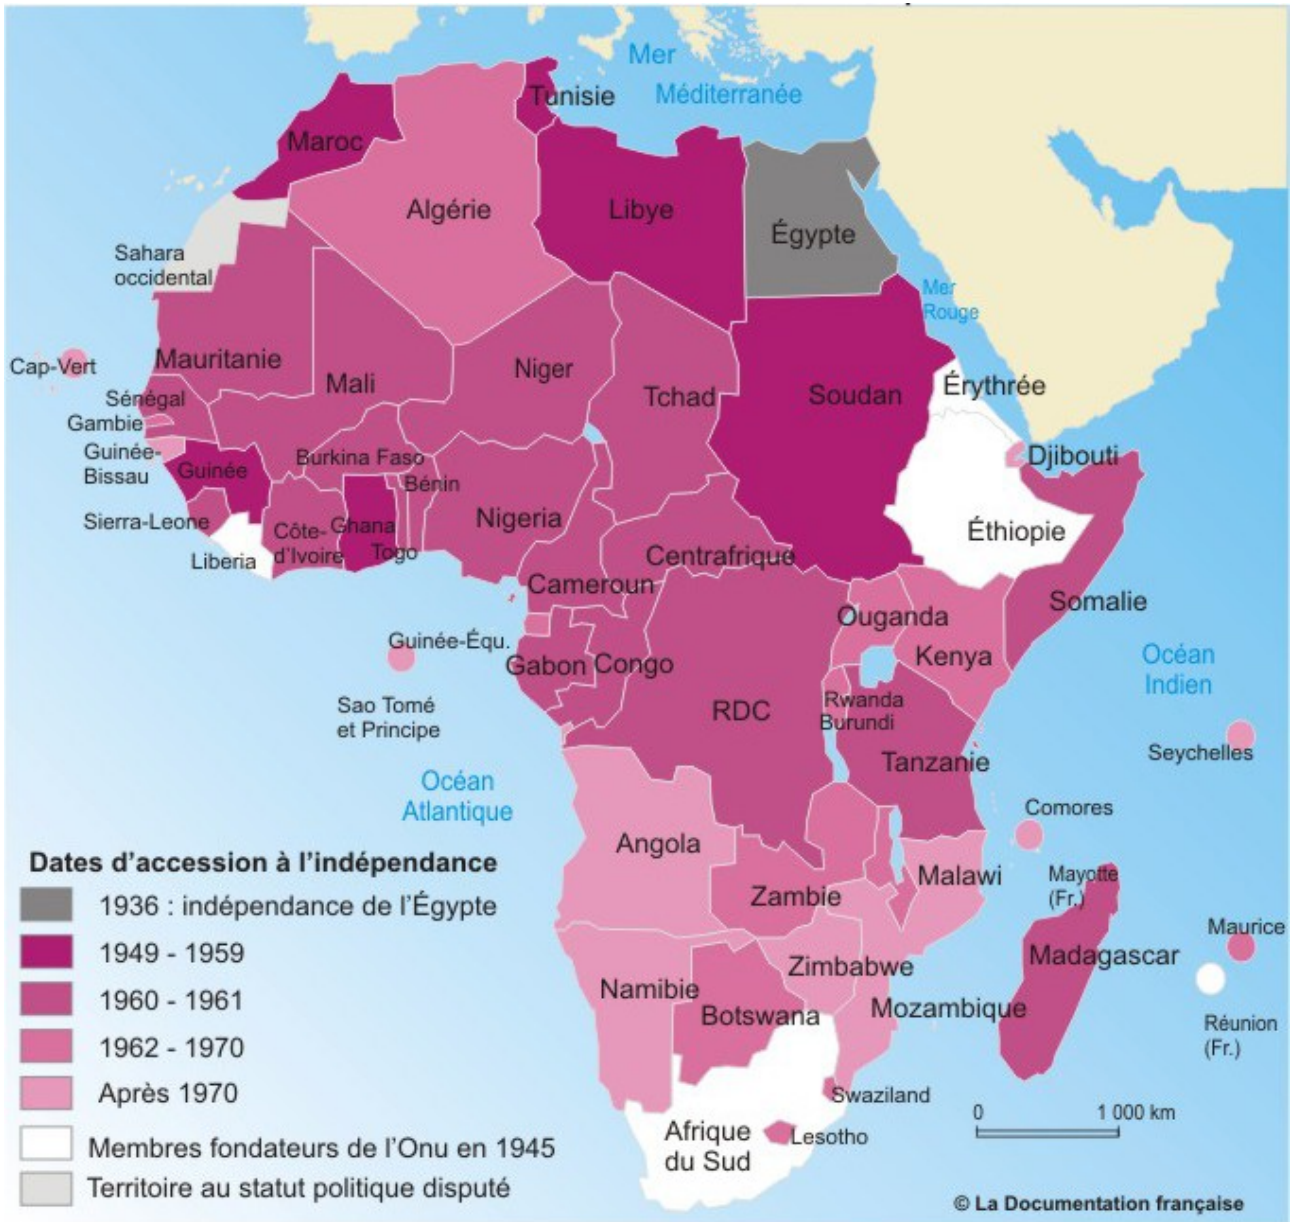 Mer
Méditerranée
Tunisie
Maroc
Algérie
Libye
Égypte
Sahara
occidental
Mer
Rouge
Cap-Vert
Mauritanie
Mali
Niger
Tchad
Soudan
Érythrée
Sénégal
Gambie
Guinée-
Bissau
Guinée
Burkina Faso
Bénin
Djibouti
Sierra-Leone
Liberia
Côte-
d'Ivoire
Ghana
Togo
Nigeria
Centrafrique
Éthiopie
Cameroun
Somalie
Ouganda
Kenya
Guinée-Équ.
Gabon
Congo
RDC
Rwanda
Burundi
Océan
Indien
Sao Tomé
et Principe
Tanzanie
Seychelles
Océan
Atlantique
Comores
Angola
Malawi
Mayotte
(Fr.)
Zambie
Maurice
Madagascar
Zimbabwe
Namibie
Botswana
Mozambique
Réunion
(Fr.)
Swaziland
Afrique
du Sud
Lesotho
0 1 000 km
Dates d'accession à l'indépendance
1936 : indépendance de l'Égypte
1949 - 1959
1960 - 1961
1962 - 1970
Après 1970
Membres fondateurs de l'Onu en 1945
Territoire au statut politique disputé
© La Documentation française